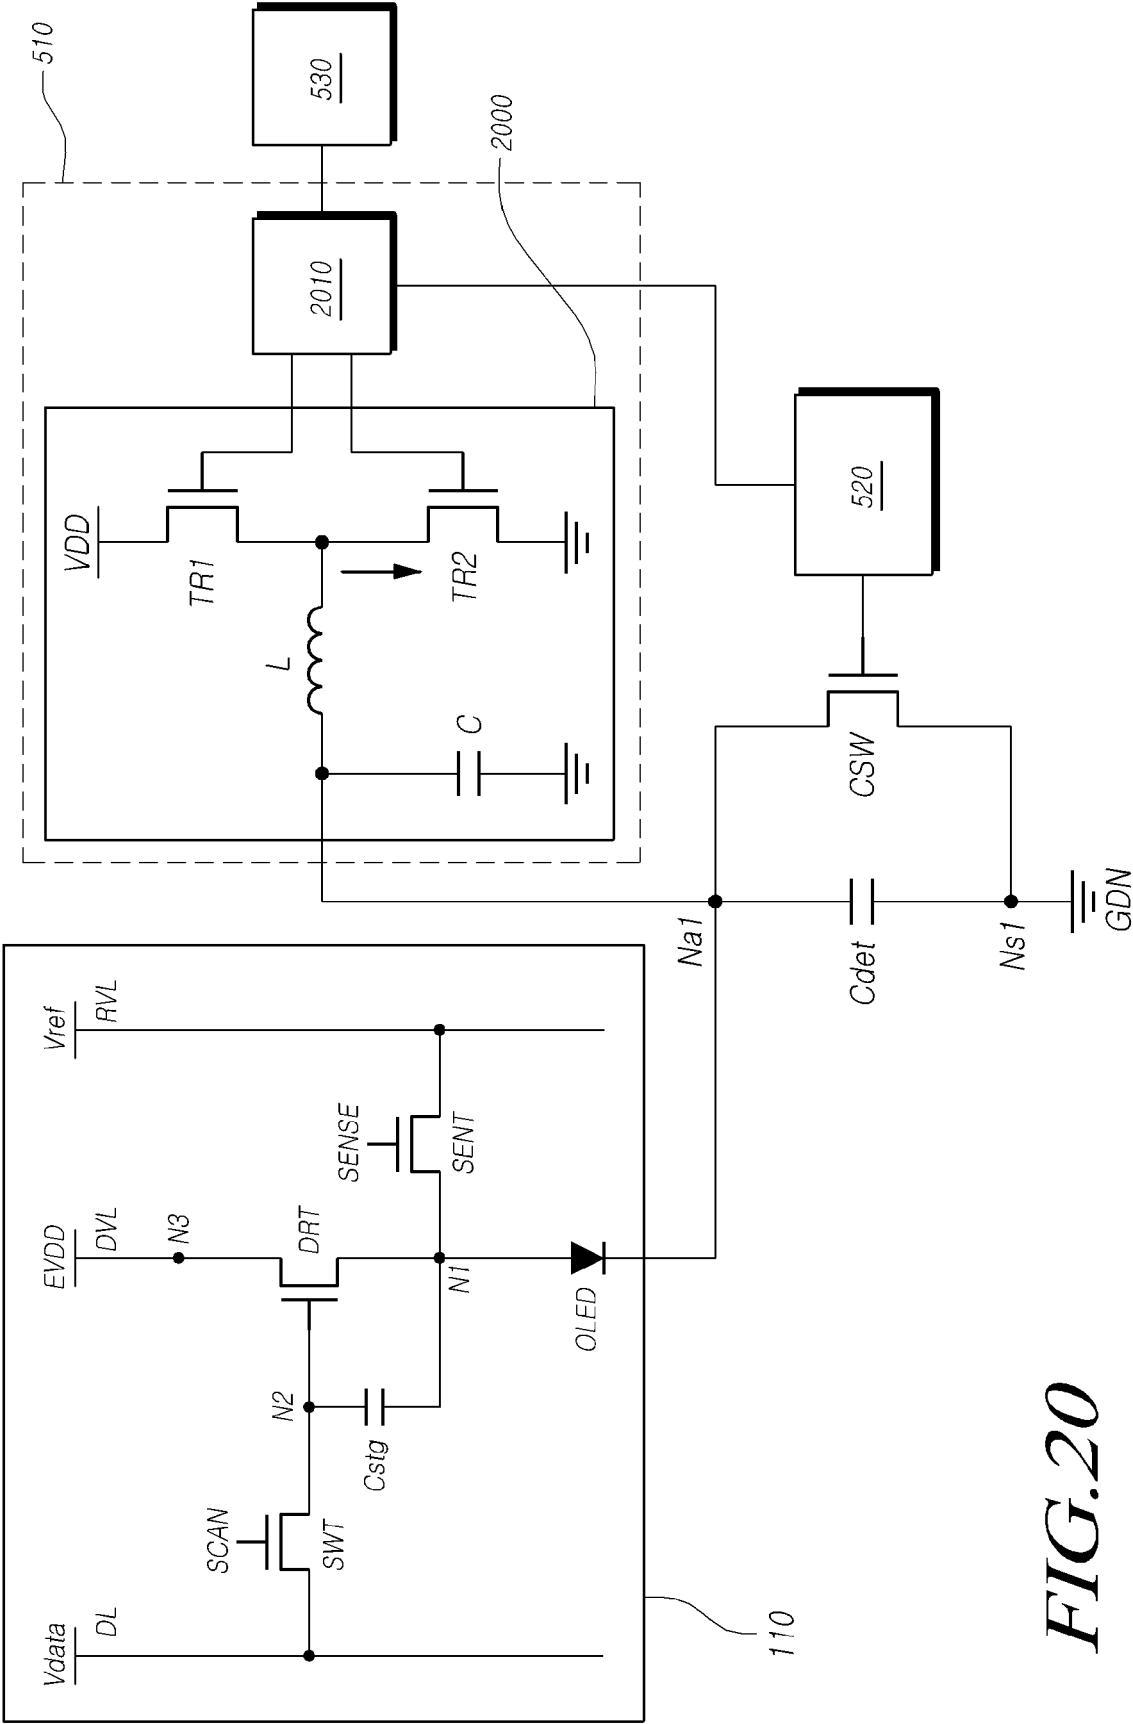 Vdata
DL
EVDD
DVL
Vref
RVL
VDD
510
N3
SCAN
SWT
N2
DRT
SENSE
SENT
Cstg
N1
OLED
110
TR1
TR2
L
C
2010
530
2000
Na1
Cdet
Ns1
GDN
CSW
520
FIG.20